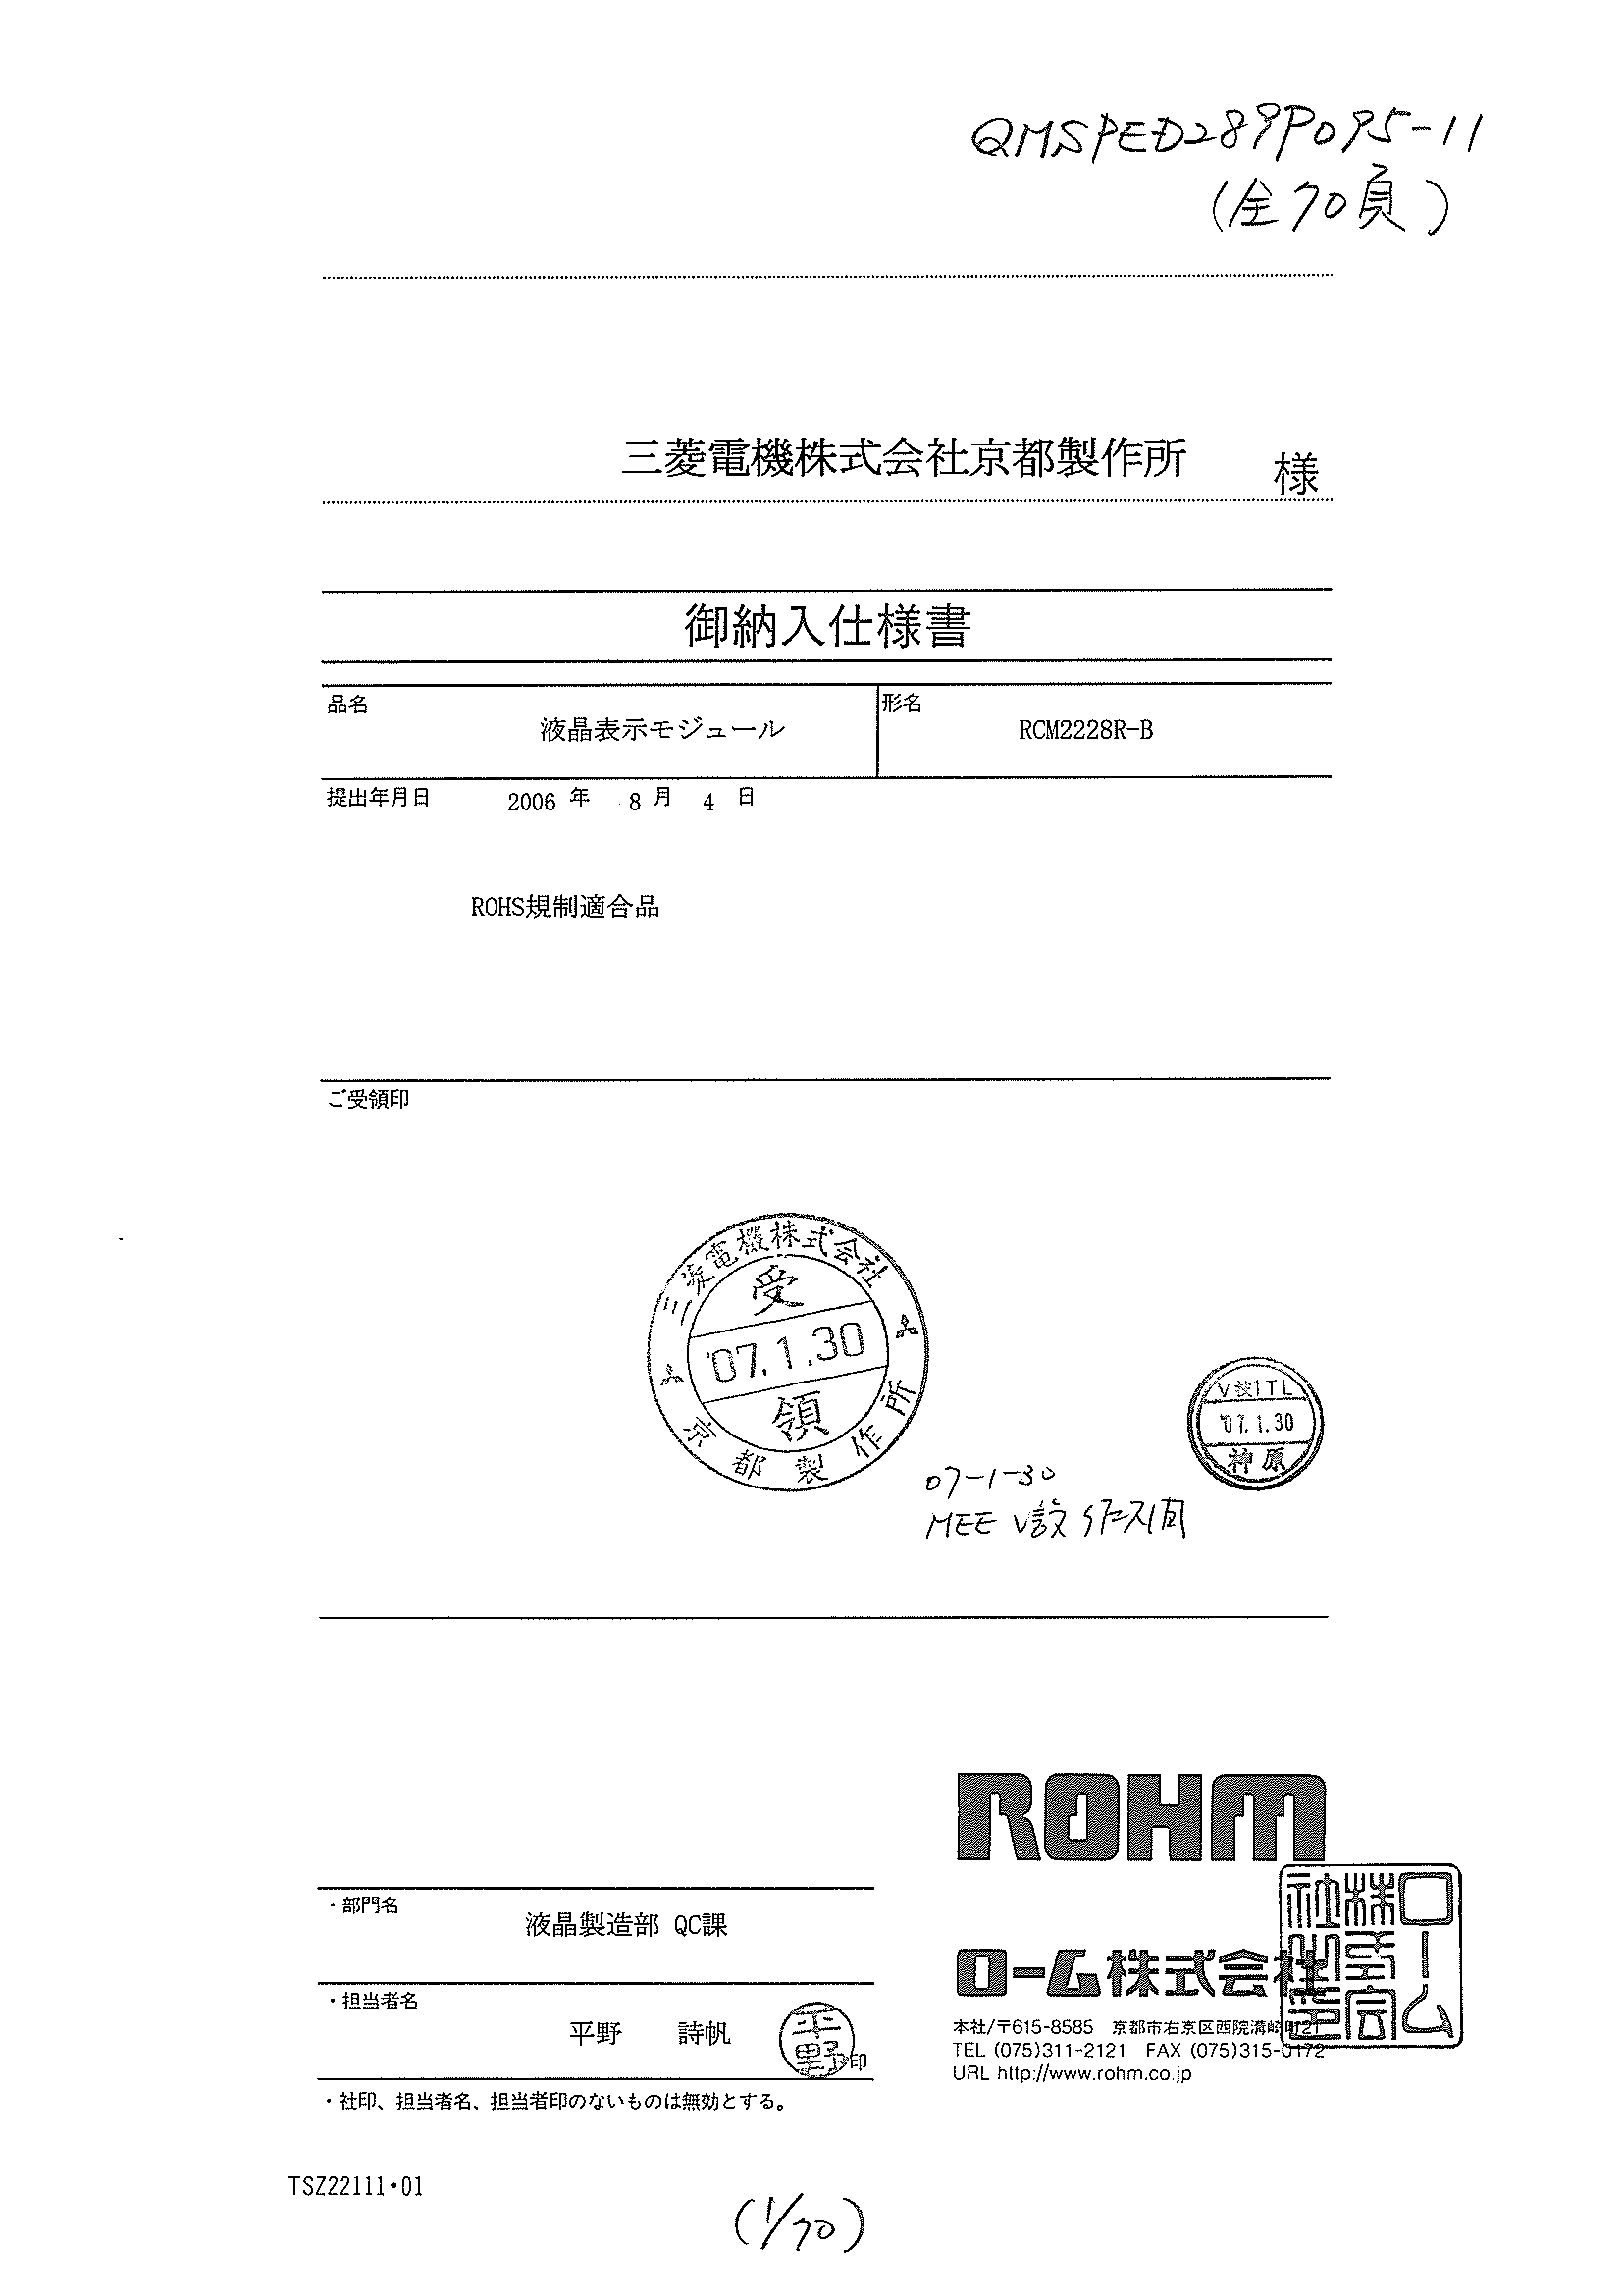 QMSPED289P095-11
(全70頁)
三菱電機株式会社京都製作所 様
御納入仕様書
品名 液晶表示モジュール 形名 RCM2228R-B
提出年月日 2006 年 8 月 4 日
ROHS規制適合品
ご受領印
三菱電機株式会社
受
'07.1.30
領
京都製作所
V技1TL
'07.1.30
神原
07-1-30
MEE V設
ROHM
・部門名 液晶製造部 QC課
ローム株式会社
ローム株式会社之印
・担当者名 平野 詩帆 平野 印
本社/〒615-8585 京都市右京区西院溝崎町21
TEL (075)311-2121 FAX (075)315-0172
URL http://www.rohm.co.jp
・社印、担当者名、担当者印のないものは無効とする。
TSZ22111・01
(1/70)